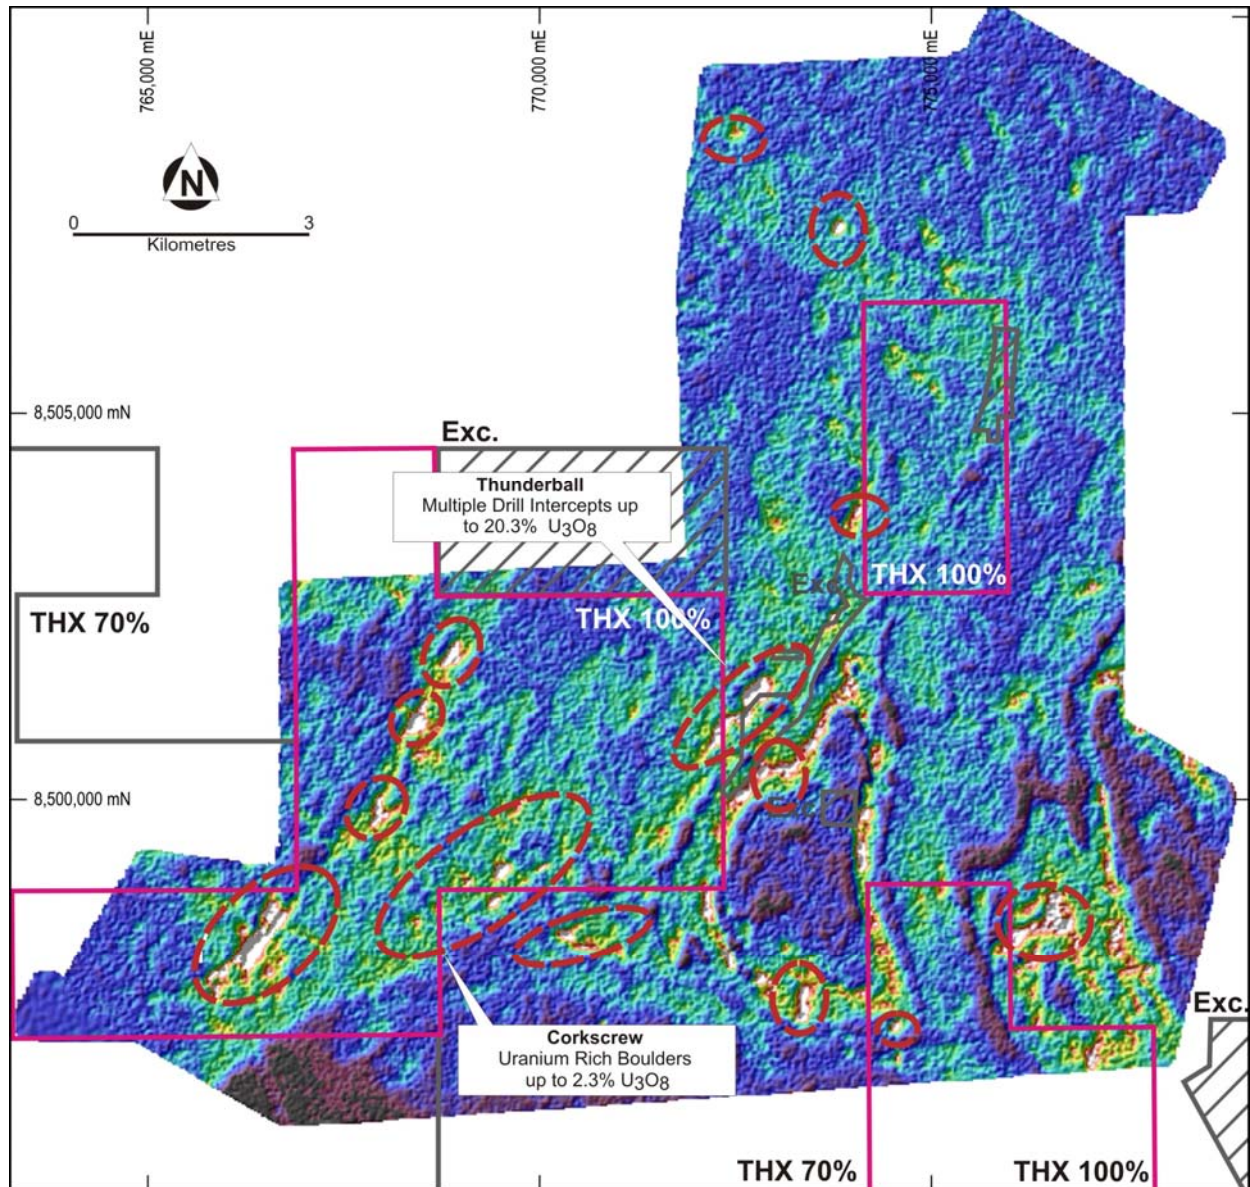 765,000 mE
770,000 mE
775,000 mE
N
0 3
Kilometres
8,505,000 mN
Exc.
Thunderball
Multiple Drill Intercepts up
to 20.3% U3O8
Exc.
THX 100%
THX 70%
THX 100%
8,500,000 mN
Exc.
Exc.
Corkscrew
Uranium Rich Boulders
up to 2.3% U3O8
THX 70%
THX 100%